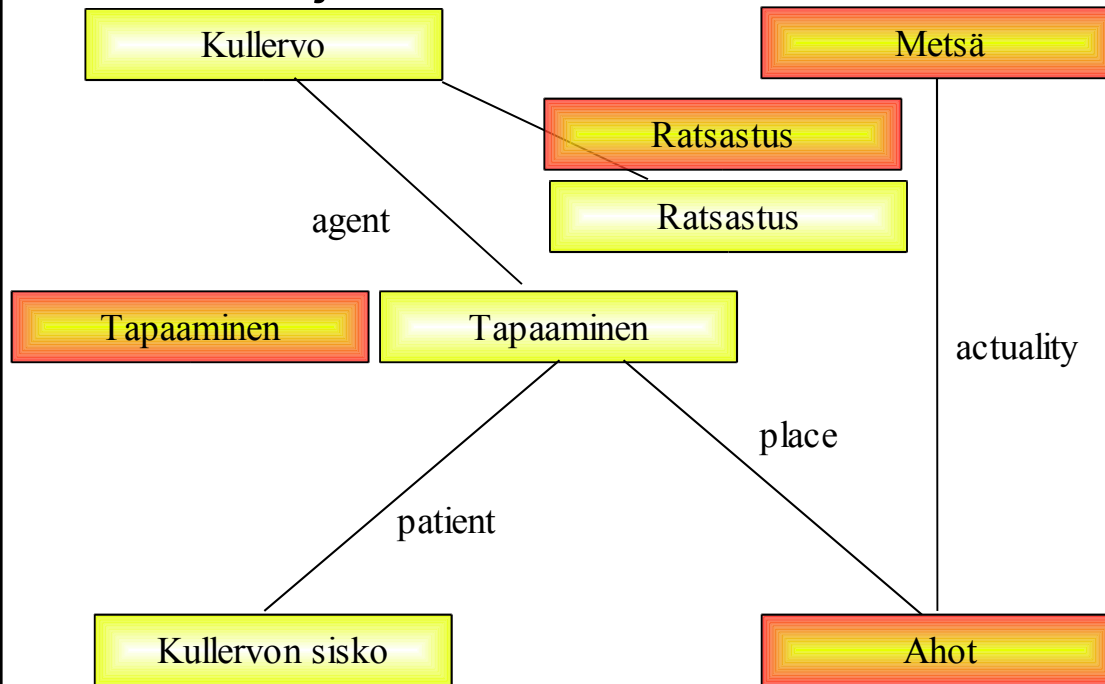 Kullervo
Metsä
Ratsastus
Ratsastus
agent
Tapaaminen
Tapaaminen
actuality
place
patient
Kullervon sisko
Ahot